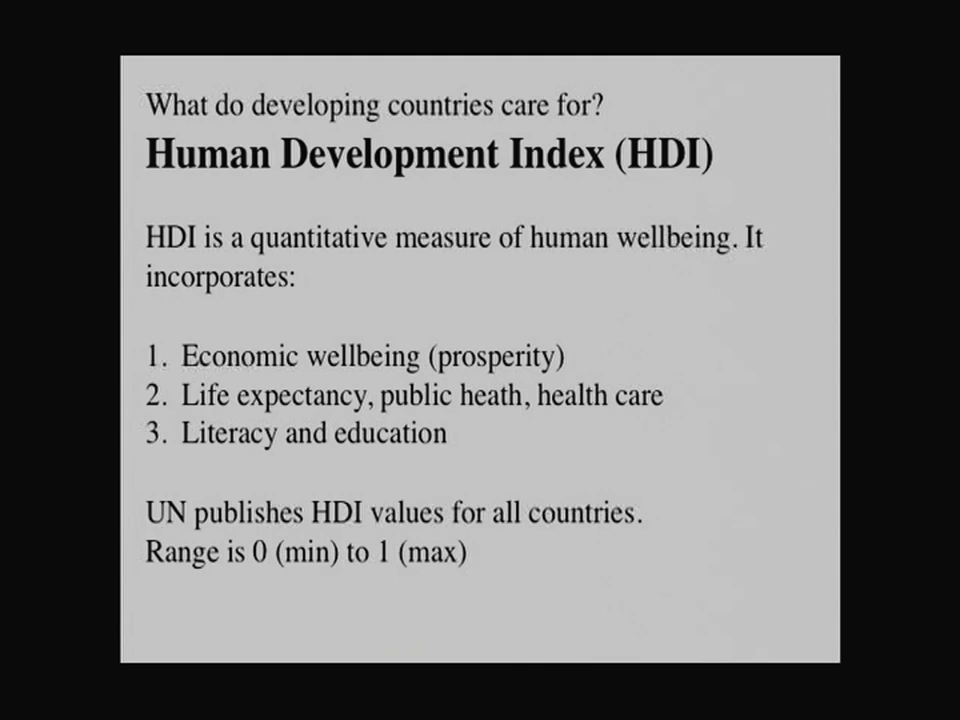 What do developing countries care for?
Human Development Index (HDI)
HDI is a quantitative measure of human wellbeing. It
incorporates:
1. Economic wellbeing (prosperity)
2. Life expectancy, public heath, health care
3. Literacy and education
UN publishes HDI values for all countries.
Range is 0 (min) to 1 (max)